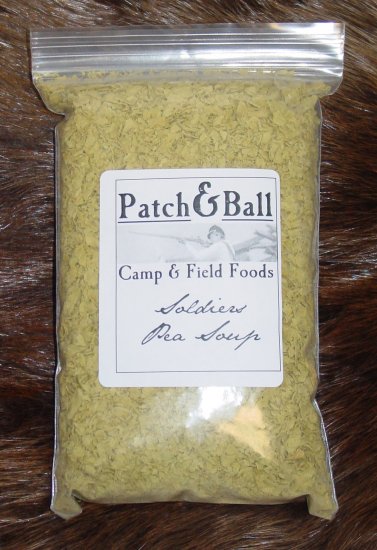 Patch & Ball
Camp & Field Foods
Soldiers
Pea Soup